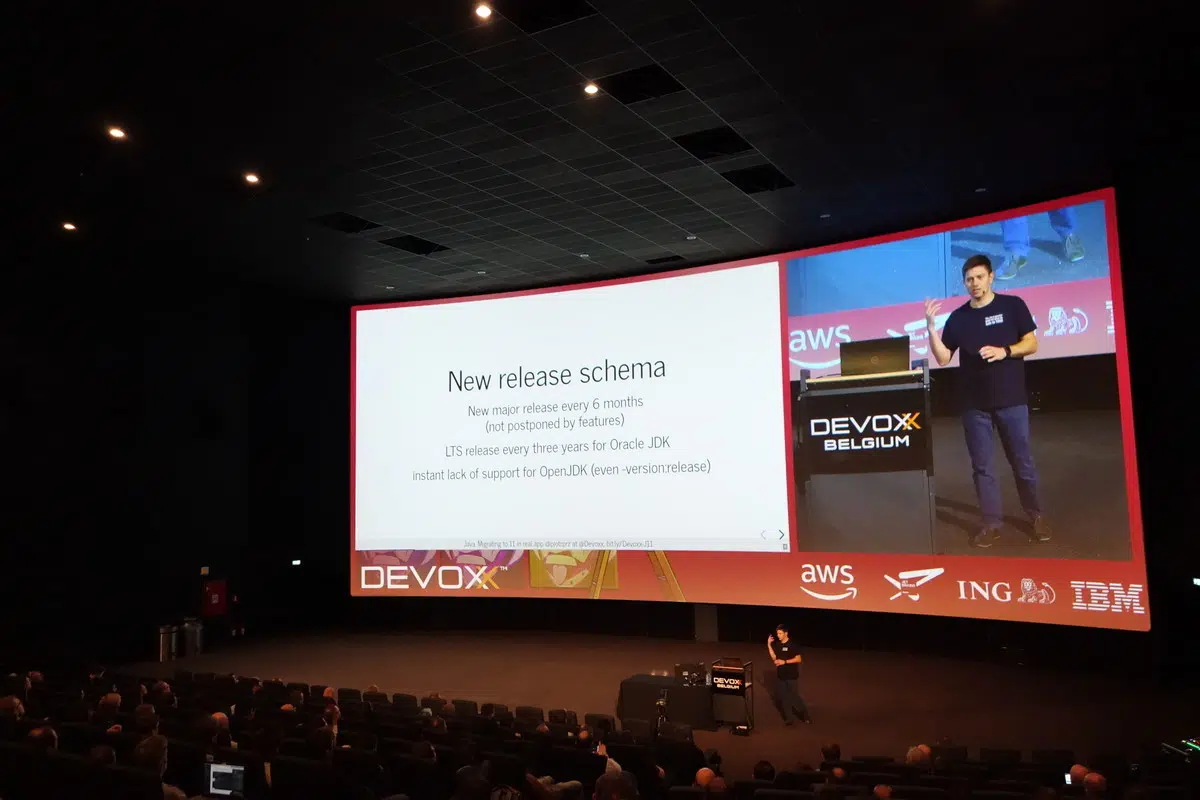 New release schema
New major release every 6 months
(not postponed by features)
LTS release every three years for Oracle JDK
instant lack of support for OpenJDK (even -version:release)
DEVOXX™
aws
DEVOXX
BELGIUM
aws
ING
IBM
DEVOXX
BELGIUM